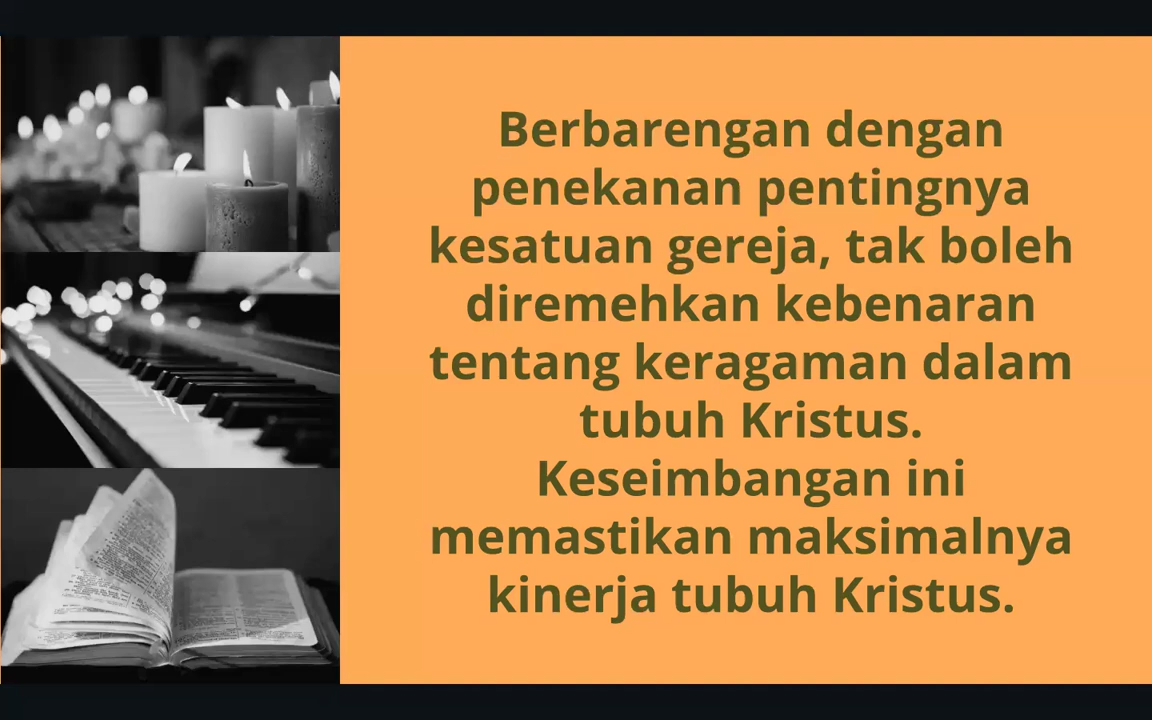 Berbarengan dengan
penekanan pentingnya
kesatuan gereja, tak boleh
diremehkan kebenaran
tentang keragaman dalam
tubuh Kristus.
Keseimbangan ini
memastikan maksimalnya
kinerja tubuh Kristus.